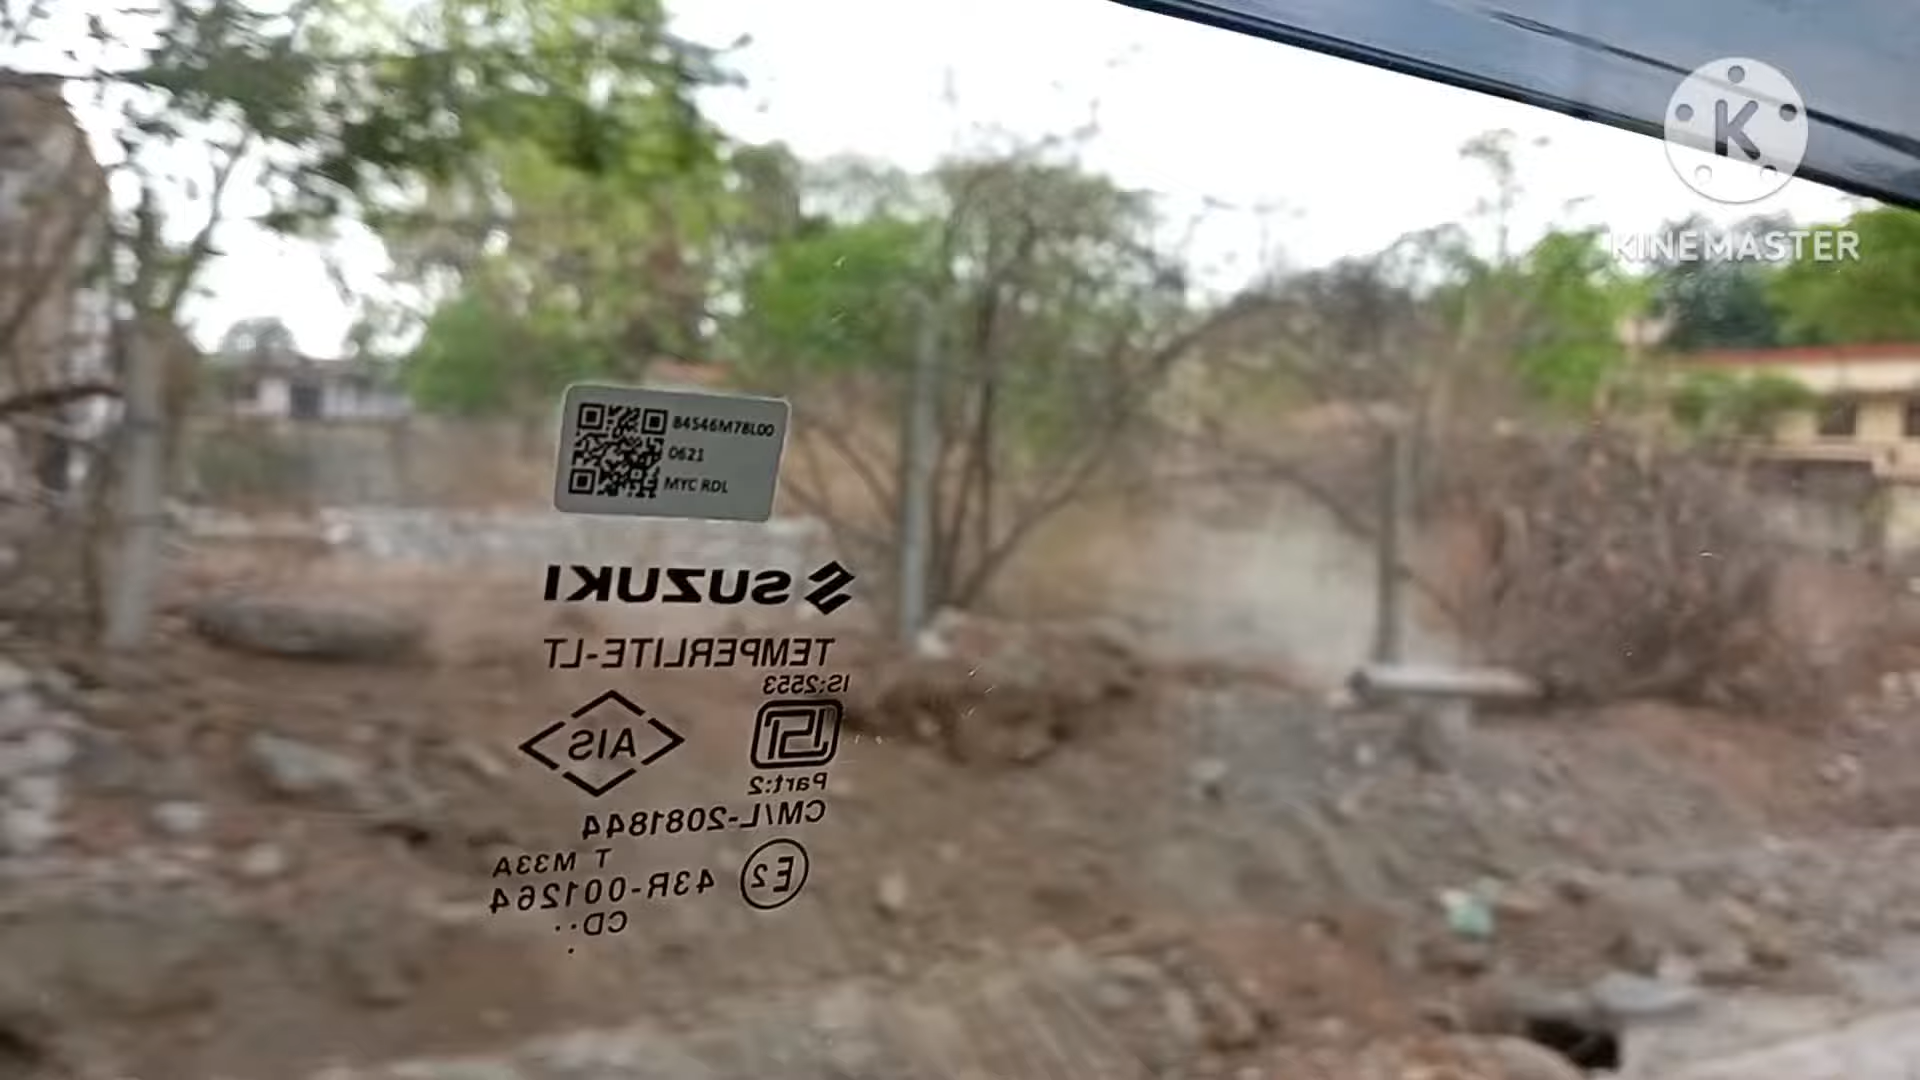 K
KINEMASTER
84546M78L00
0621
MYC RDL
SUZUKI
TEMPERLITE-LT
IS:2553
AIS
Part:2
CM/L-2081844
T M33A
E2 43R-001264
CD: